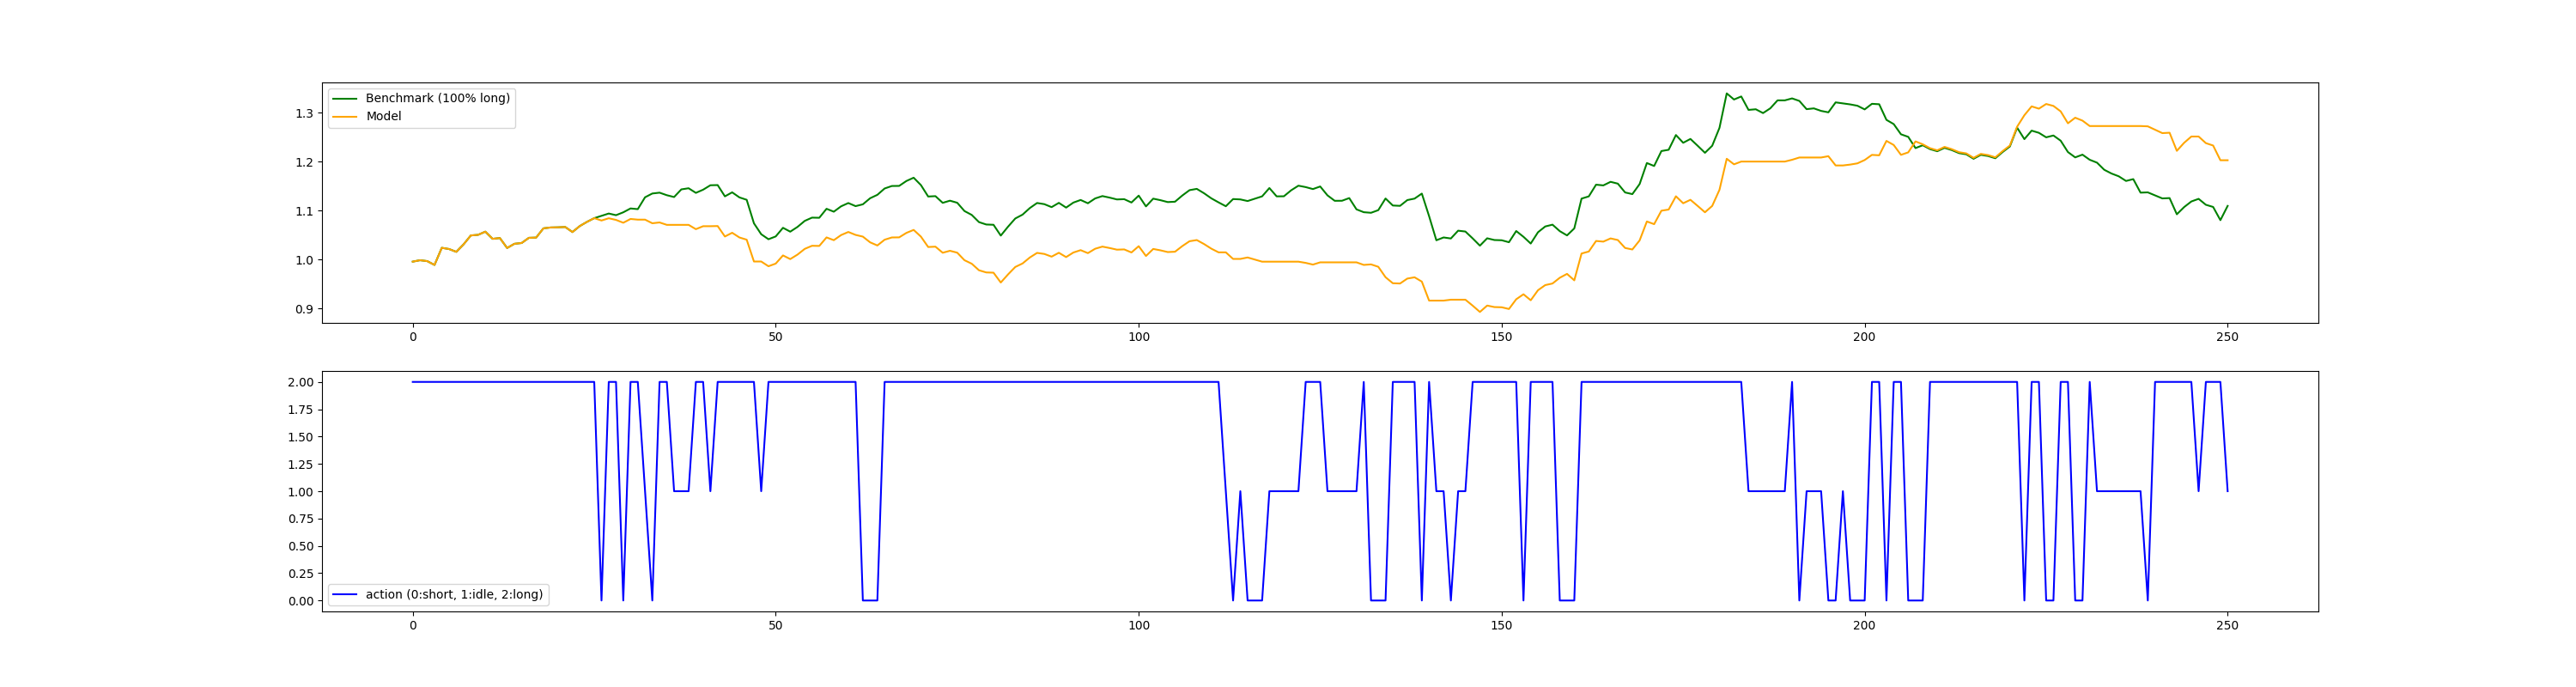 Benchmark (100% long)
Model
1.3
1.2
1.1
1.0
0.9
0 50 100 150 200 250
2.00
1.75
1.50
1.25
1.00
0.75
0.50
0.25
0.00
action (0:short, 1:idle, 2:long)
0 50 100 150 200 250